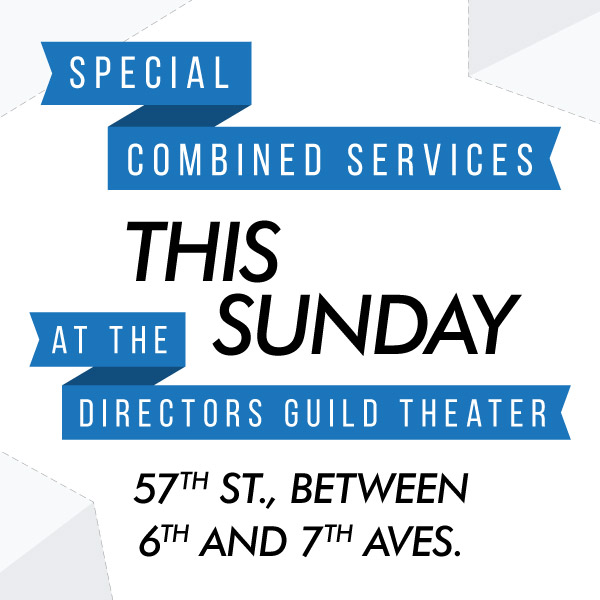 SPECIAL
COMBINED SERVICES
THIS
SUNDAY
AT THE
DIRECTORS GUILD THEATER
57TH ST., BETWEEN
6TH AND 7TH AVES.